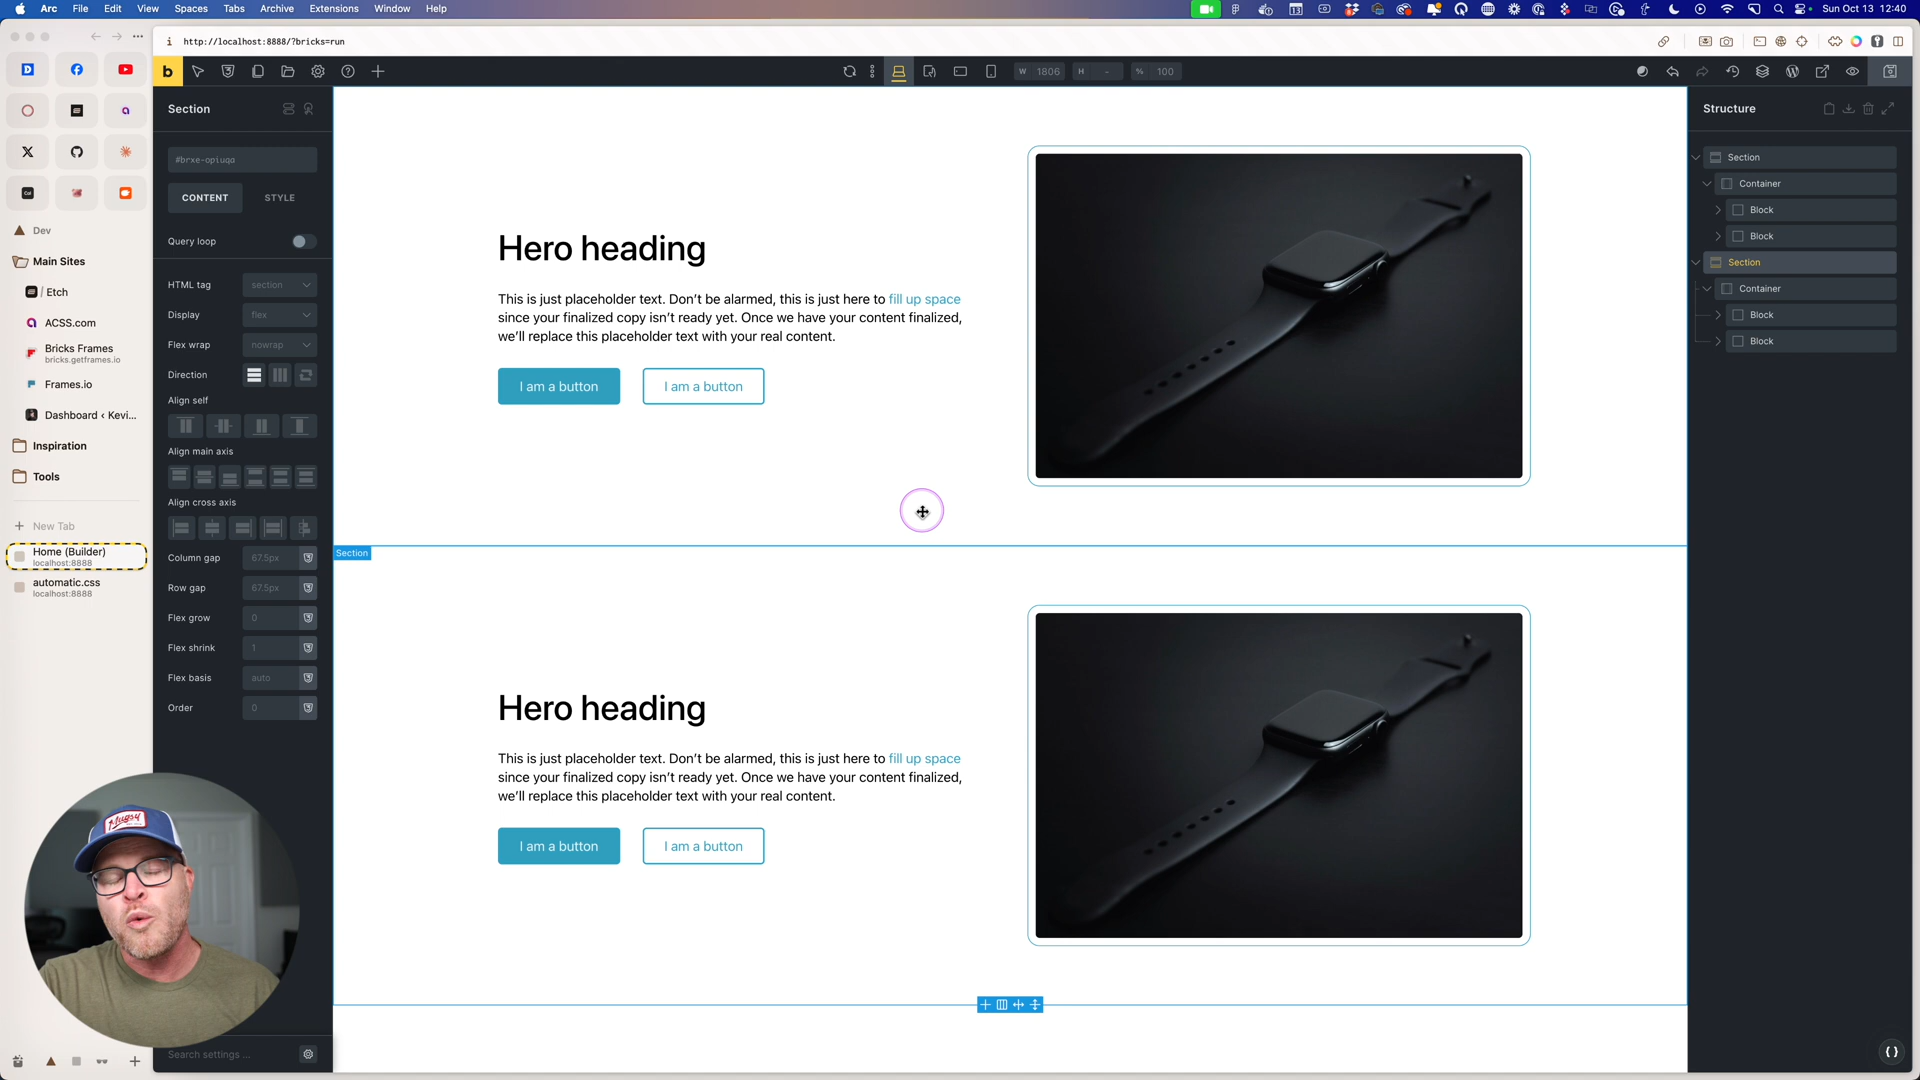 Arc File Edit View Spaces Tabs Archive Extensions Window Help
Sun Oct 13 12:40
http://localhost:8888/?bricks=run
W 1806 H - % 100
Section
#brxe-opiuqa
CONTENT STYLE
Query loop
HTML tag section
Display flex
Flex wrap nowrap
Direction
Align self
Align main axis
Align cross axis
Column gap 67.5px
Row gap 67.5px
Flex grow 0
Flex shrink 1
Flex basis auto
Order 0
Search settings ...
Dev
Main Sites
/ Etch
ACSS.com
Bricks Frames
bricks.getframes.io
Frames.io
Dashboard ‹ Kevi...
Inspiration
Tools
New Tab
Home (Builder)
localhost:8888
automatic.css
localhost:8888
Hero heading
This is just placeholder text. Don't be alarmed, this is just here to fill up space
since your finalized copy isn't ready yet. Once we have your content finalized,
we'll replace this placeholder text with your real content.
I am a button I am a button
Section
Hero heading
This is just placeholder text. Don't be alarmed, this is just here to fill up space
since your finalized copy isn't ready yet. Once we have your content finalized,
we'll replace this placeholder text with your real content.
I am a button I am a button
Structure
Section
Container
Block
Block
Section
Container
Block
Block
Mugsy